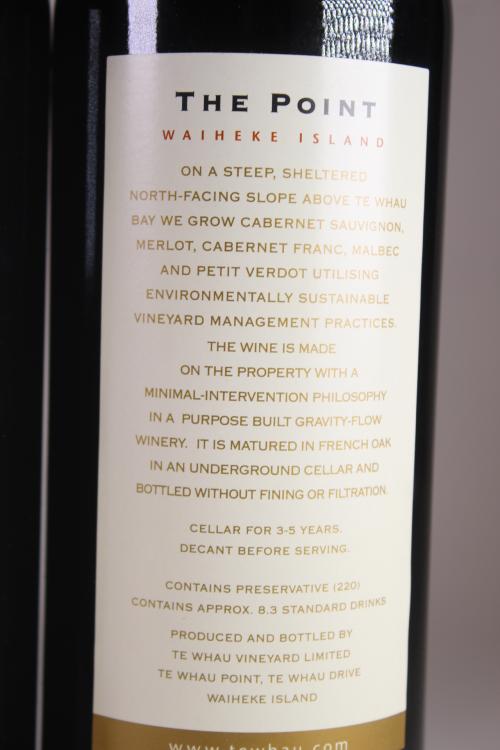 THE POINT
WAIHEKE ISLAND
ON A STEEP, SHELTERED
NORTH-FACING SLOPE ABOVE TE WHAU
BAY WE GROW CABERNET SAUVIGNON,
MERLOT, CABERNET FRANC, MALBEC
AND PETIT VERDOT UTILISING
ENVIRONMENTALLY SUSTAINABLE
VINEYARD MANAGEMENT PRACTICES.
THE WINE IS MADE
ON THE PROPERTY WITH A
MINIMAL-INTERVENTION PHILOSOPHY
IN A PURPOSE BUILT GRAVITY-FLOW
WINERY. IT IS MATURED IN FRENCH OAK
IN AN UNDERGROUND CELLAR AND
BOTTLED WITHOUT FINING OR FILTRATION.
CELLAR FOR 3-5 YEARS.
DECANT BEFORE SERVING.
CONTAINS PRESERVATIVE (220)
CONTAINS APPROX. 8.3 STANDARD DRINKS
PRODUCED AND BOTTLED BY
TE WHAU VINEYARD LIMITED
TE WHAU POINT, TE WHAU DRIVE
WAIHEKE ISLAND
www.tewhau.com